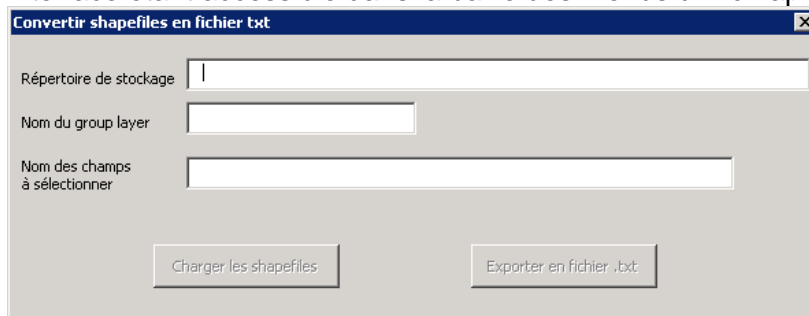 Convertir shapefiles en fichier txt
Répertoire de stockage
Nom du group layer
Nom des champs
à sélectionner
Charger les shapefiles
Exporter en fichier .txt